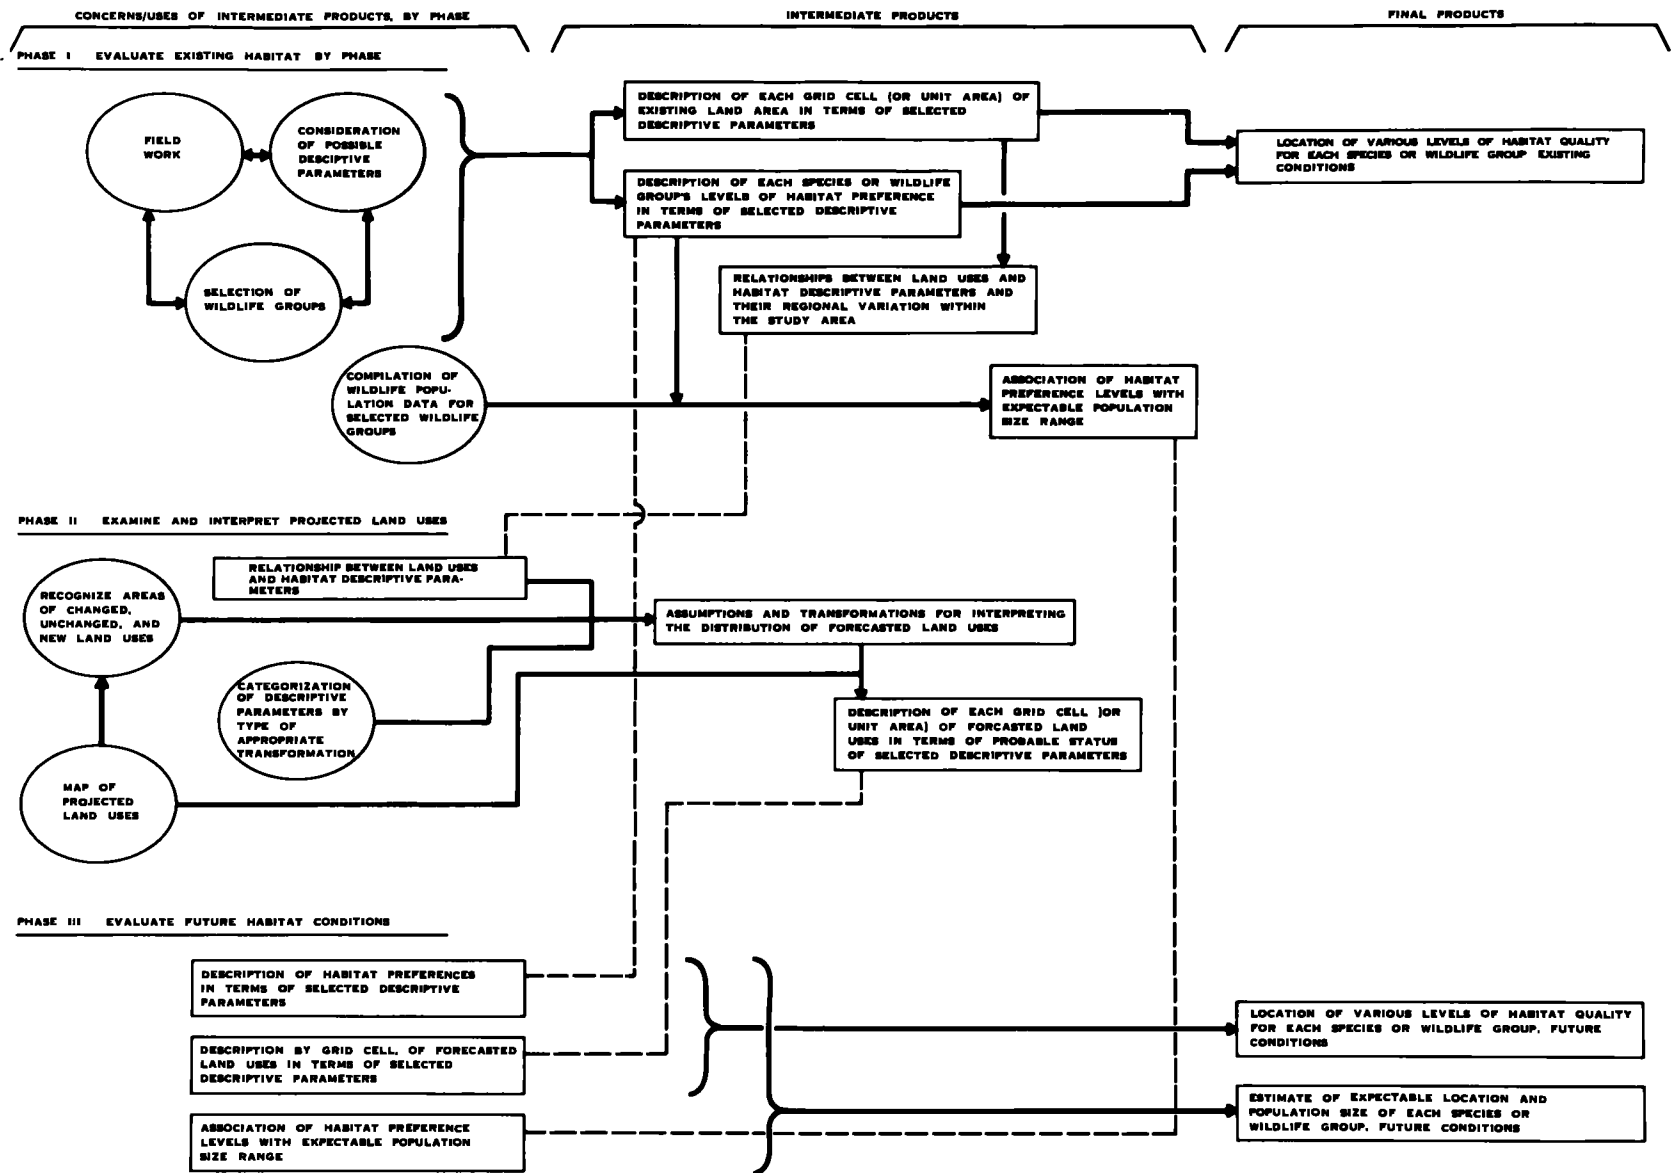 CONCERNS/USES OF INTERMEDIATE PRODUCTS, BY PHASE
INTERMEDIATE PRODUCTS
FINAL PRODUCTS
PHASE I EVALUATE EXISTING HABITAT BY PHASE
FIELD
WORK
CONSIDERATION
OF POSSIBLE
DESCIPTIVE
PARAMETERS
SELECTION OF
WILDLIFE GROUPS
COMPILATION OF
WILDLIFE POPU-
LATION DATA FOR
SELECTED WILDLIFE
GROUPS
DESCRIPTION OF EACH GRID CELL (OR UNIT AREA) OF
EXISTING LAND AREA IN TERMS OF SELECTED
DESCRIPTIVE PARAMETERS
DESCRIPTION OF EACH SPECIES OR WILDLIFE
GROUP'S LEVELS OF HABITAT PREFERENCE
IN TERMS OF SELECTED DESCRIPTIVE
PARAMETERS
RELATIONSHIPS BETWEEN LAND USES AND
HABITAT DESCRIPTIVE PARAMETERS AND
THEIR REGIONAL VARIATION WITHIN
THE STUDY AREA
ASSOCIATION OF HABITAT
PREFERENCE LEVELS WITH
EXPECTABLE POPULATION
SIZE RANGE
LOCATION OF VARIOUS LEVELS OF HABITAT QUALITY
FOR EACH SPECIES OR WILDLIFE GROUP EXISTING
CONDITIONS
PHASE II EXAMINE AND INTERPRET PROJECTED LAND USES
RECOGNIZE AREAS
OF CHANGED,
UNCHANGED, AND
NEW LAND USES
RELATIONSHIP BETWEEN LAND USES
AND HABITAT DESCRIPTIVE PARA-
METERS
CATEGORIZATION
OF DESCRIPTIVE
PARAMETERS BY
TYPE OF
APPROPRIATE
TRANSFORMATION
MAP OF
PROJECTED
LAND USES
ASSUMPTIONS AND TRANSFORMATIONS FOR INTERPRETING
THE DISTRIBUTION OF FORECASTED LAND USES
DESCRIPTION OF EACH GRID CELL )OR
UNIT AREA) OF FORCASTED LAND
USES IN TERMS OF PROBABLE STATUS
OF SELECTED DESCRIPTIVE PARAMETERS
PHASE III EVALUATE FUTURE HABITAT CONDITIONS
DESCRIPTION OF HABITAT PREFERENCES
IN TERMS OF SELECTED DESCRIPTIVE
PARAMETERS
DESCRIPTION BY GRID CELL, OF FORECASTED
LAND USES IN TERMS OF SELECTED
DESCRIPTIVE PARAMETERS
ASSOCIATION OF HABITAT PREFERENCE
LEVELS WITH EXPECTABLE POPULATION
SIZE RANGE
LOCATION OF VARIOUS LEVELS OF HABITAT QUALITY
FOR EACH SPECIES OR WILDLIFE GROUP, FUTURE
CONDITIONS
ESTIMATE OF EXPECTABLE LOCATION AND
POPULATION SIZE OF EACH SPECIES OR
WILDLIFE GROUP, FUTURE CONDITIONS